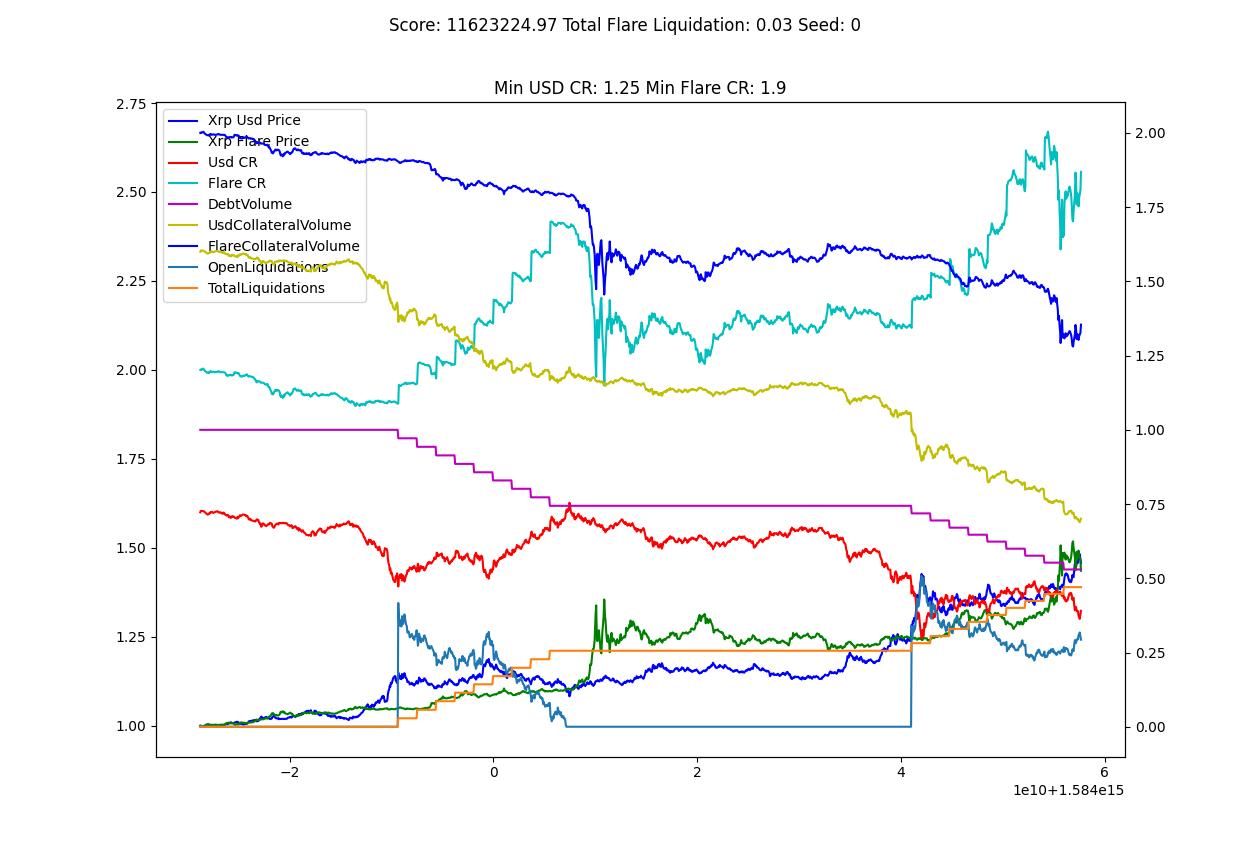 Score: 11623224.97 Total Flare Liquidation: 0.03 Seed: 0
Min USD CR: 1.25 Min Flare CR: 1.9
2.75
2.50
2.25
2.00
1.75
1.50
1.25
1.00
Xrp Usd Price
Xrp Flare Price
Usd CR
Flare CR
DebtVolume
UsdCollateralVolume
FlareCollateralVolume
OpenLiquidations
TotalLiquidations
2.00
1.75
1.50
1.25
1.00
0.75
0.50
0.25
0.00
−2 0 2 4 6
1e10+1.584e15